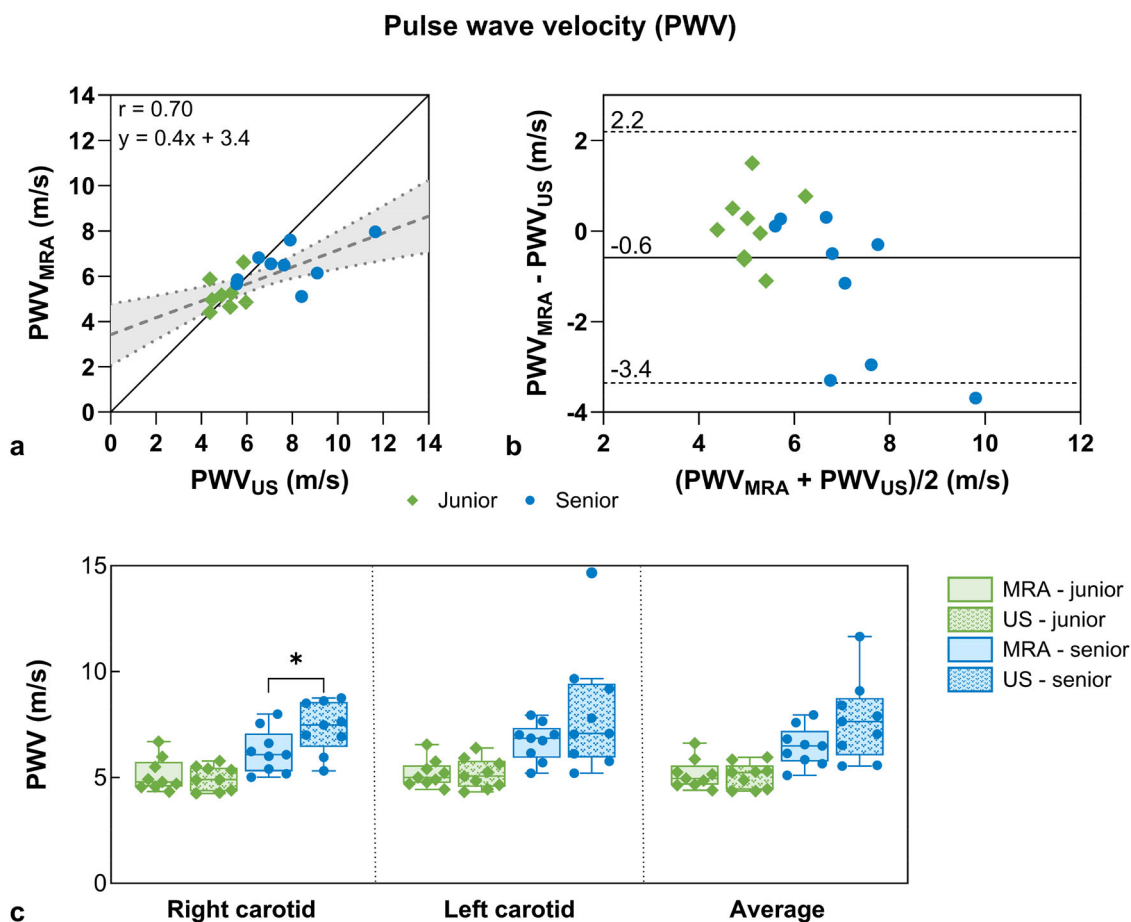 Pulse wave velocity (PWV)
r = 0.70
y = 0.4x + 3.4
PWVMRA (m/s)
14
12
10
8
6
4
2
0
0 2 4 6 8 10 12 14
PWVUS (m/s)
a
2.2
-0.6
-3.4
PWVMRA - PWVUS (m/s)
2
0
-2
-4
2 4 6 8 10 12
(PWVMRA + PWVUS)/2 (m/s)
b
Junior Senior
PWV (m/s)
15
10
5
0
*
Right carotid Left carotid Average
MRA - junior
US - junior
MRA - senior
US - senior
c